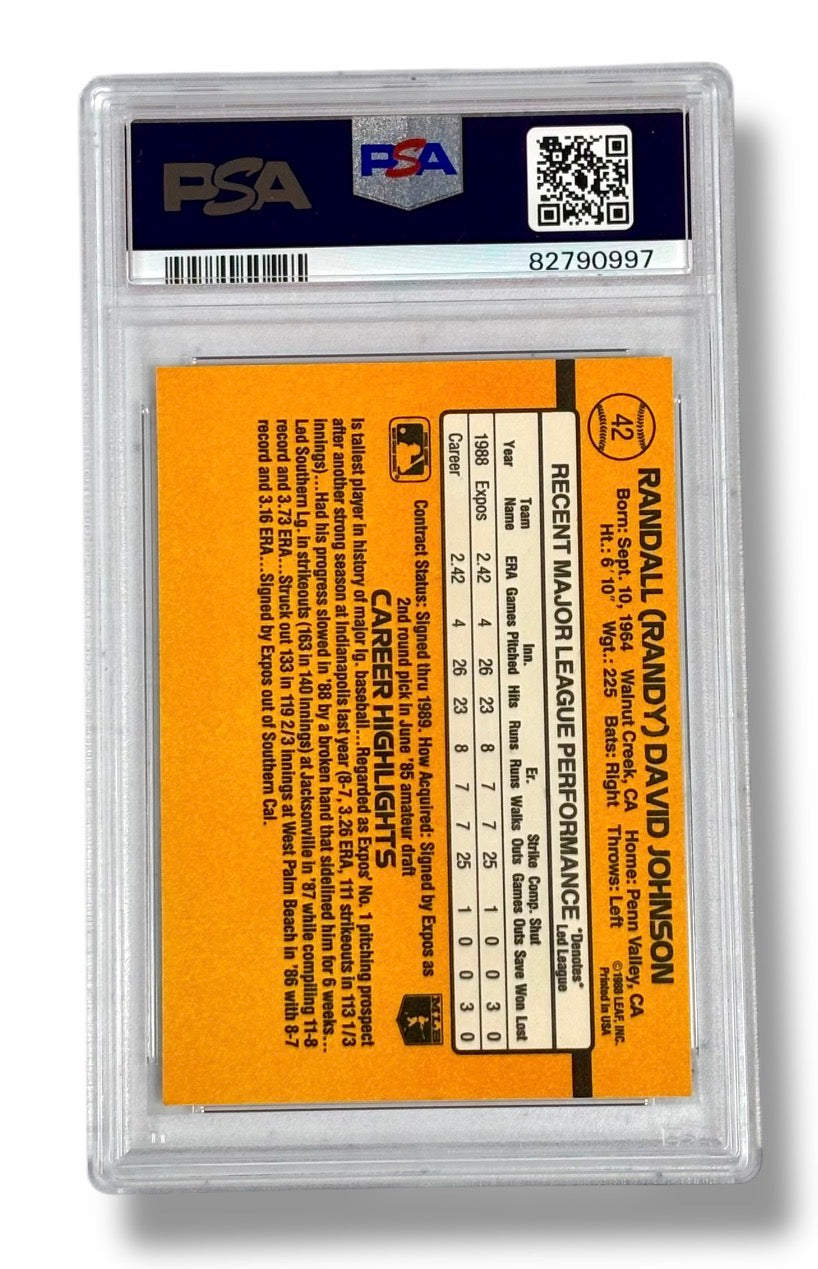 PSA
PSA
82790997
42
RANDALL (RANDY) DAVID JOHNSON
Born: Sept. 10, 1964 Walnut Creek, CA Home: Penn Valley, CA
Ht.: 6' 10" Wgt.: 225 Bats: Right Throws: Left
© 1988 LEAF, INC.
Printed in USA
RECENT MAJOR LEAGUE PERFORMANCE *Denotes* Led League
Team Inn. Er. Strike Comp. Shut
Year Name ERA Games Pitched Hits Runs Runs Walks Outs Games Outs Save Won Lost
1988 Expos 2.42 4 26 23 8 7 7 25 1 0 0 3 0
Career 2.42 4 26 23 8 7 7 25 1 0 0 3 0
Contract Status: Signed thru 1989. How Acquired: Signed by Expos as
2nd round pick in June '85 amateur draft
MLB
CAREER HIGHLIGHTS
Is tallest player in history of major lg. baseball...Regarded as Expos' No. 1 pitching prospect
after another strong season at Indianapolis last year (8-7, 3.26 ERA, 111 strikeouts in 113 1/3
innings)...Had his progress slowed in '88 by a broken hand that sidelined him for 6 weeks...
Led Southern Lg. in strikeouts (163 in 140 innings) at Jacksonville in '87 while compiling 11-8
record and 3.73 ERA...Struck out 133 in 119 2/3 innings at West Palm Beach in '86 with 8-7
record and 3.16 ERA...Signed by Expos out of Southern Cal.